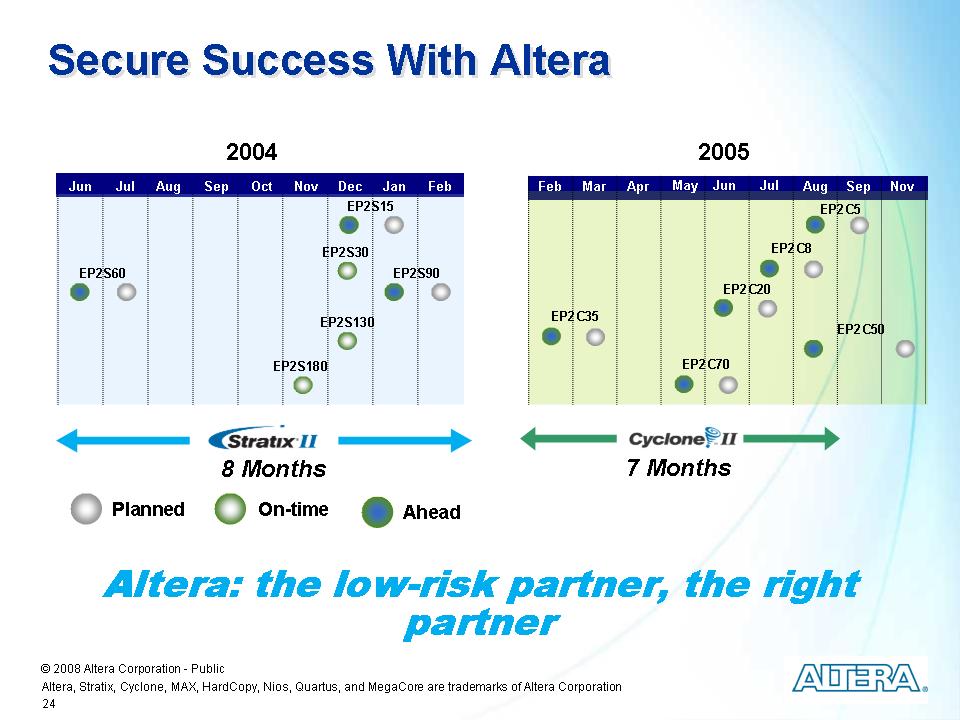 Secure Success With Altera
2004
2005
Jun Jul Aug Sep Oct Nov Dec Jan Feb
Feb Mar Apr May Jun Jul Aug Sep Nov
EP2S15
EP2S30
EP2S60
EP2S90
EP2S130
EP2S180
EP2C5
EP2C8
EP2C20
EP2C35
EP2C50
EP2C70
Stratix II
8 Months
Cyclone II
7 Months
Planned
On-time
Ahead
Altera: the low-risk partner, the right
partner
© 2008 Altera Corporation - Public
Altera, Stratix, Cyclone, MAX, HardCopy, Nios, Quartus, and MegaCore are trademarks of Altera Corporation
24
ALTERA®